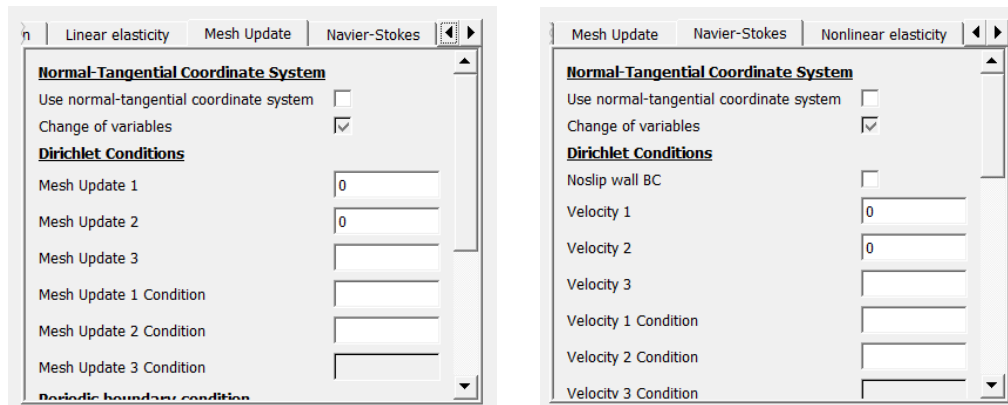 n Linear elasticity Mesh Update Navier-Stokes
Normal-Tangential Coordinate System
Use normal-tangential coordinate system
Change of variables
Dirichlet Conditions
Mesh Update 1 0
Mesh Update 2 0
Mesh Update 3
Mesh Update 1 Condition
Mesh Update 2 Condition
Mesh Update 3 Condition
Periodic boundary condition
Mesh Update Navier-Stokes Nonlinear elasticity
Normal-Tangential Coordinate System
Use normal-tangential coordinate system
Change of variables
Dirichlet Conditions
Noslip wall BC
Velocity 1 0
Velocity 2 0
Velocity 3
Velocity 1 Condition
Velocity 2 Condition
Velocity 3 Condition